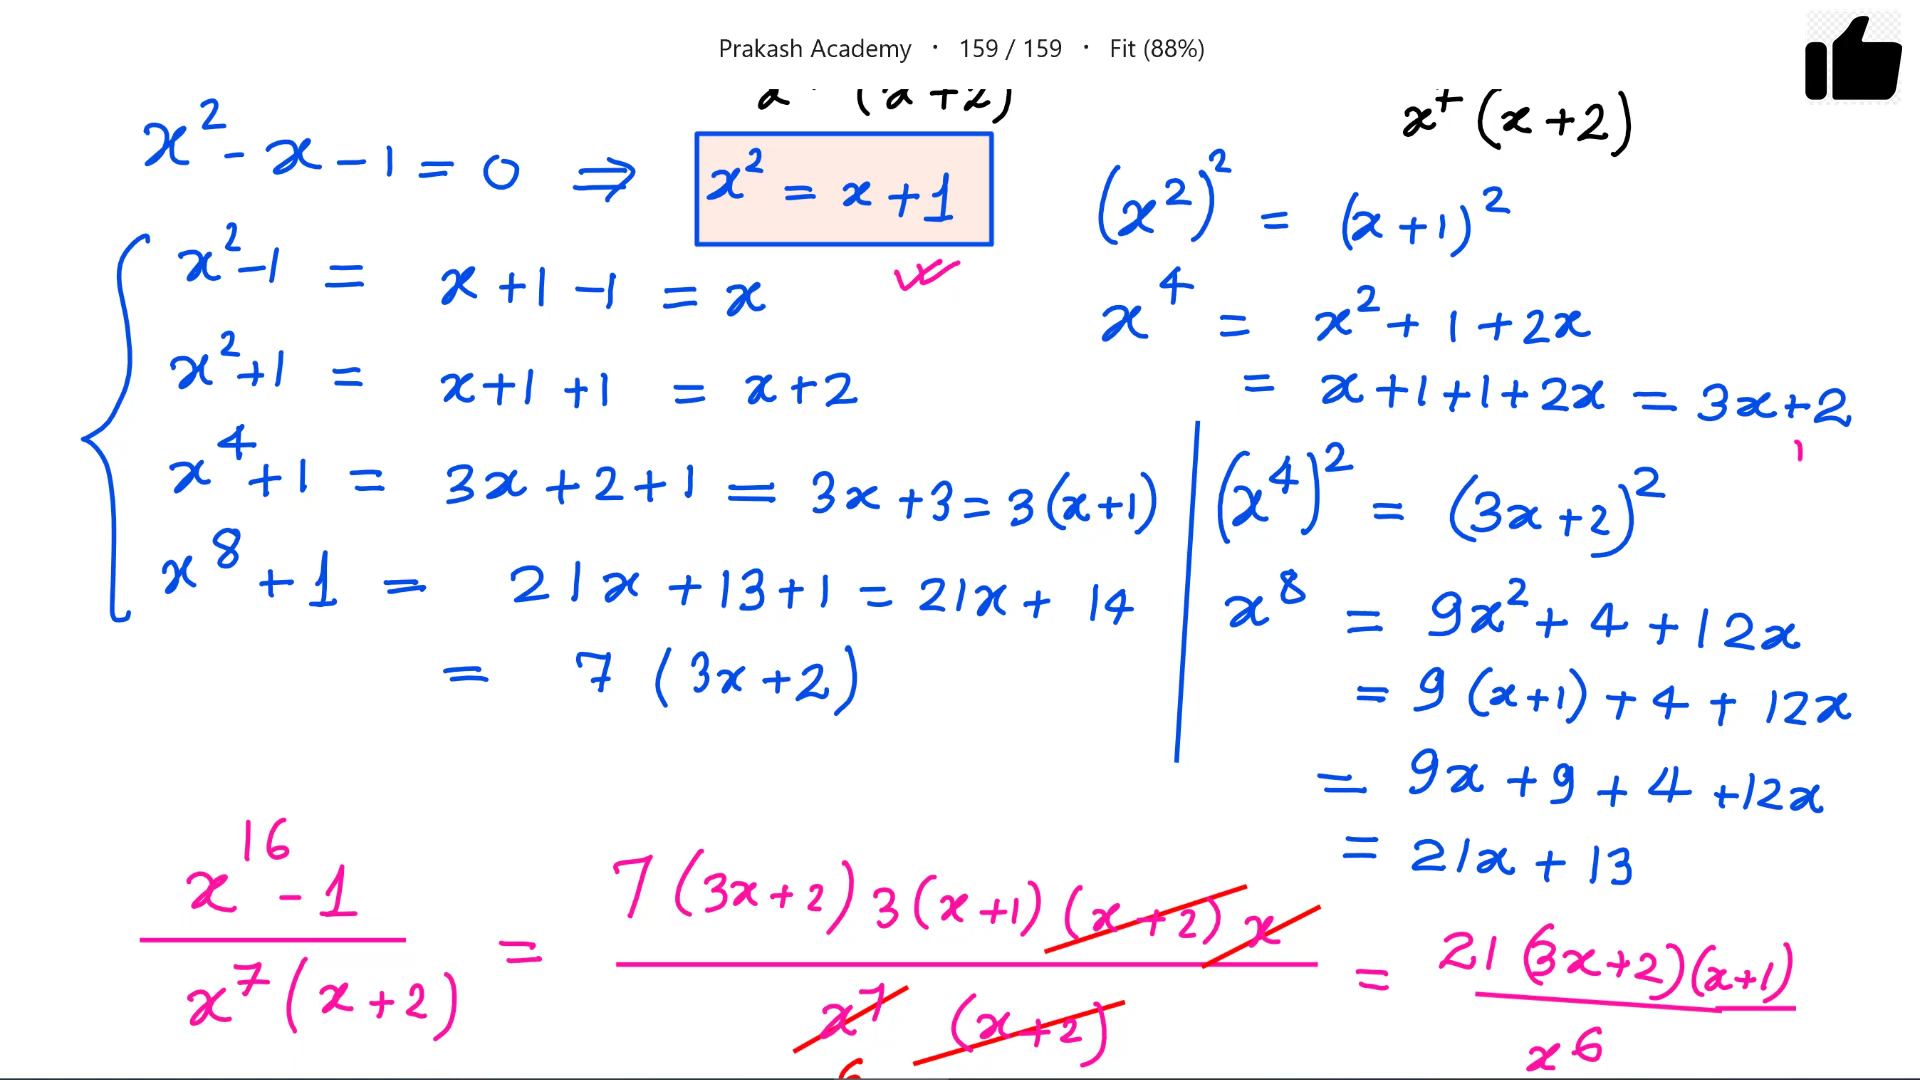 Prakash Academy · 159 / 159 · Fit (88%)
(x+2)
x² - x - 1 = 0 ⇒ x² = x + 1
x² - 1 = x + 1 - 1 = x
x² + 1 = x + 1 + 1 = x + 2
x⁴ + 1 = 3x + 2 + 1 = 3x + 3 = 3(x+1)
x⁸ + 1 = 21x + 13 + 1 = 21x + 14
= 7 (3x + 2)
(x + 2)
(x²)² = (x + 1)²
x⁴ = x² + 1 + 2x
= x + 1 + 1 + 2x = 3x + 2
1
(x⁴)² = (3x + 2)²
x⁸ = 9x² + 4 + 12x
= 9 (x+1) + 4 + 12x
= 9x + 9 + 4 + 12x
= 21x + 13
x¹⁶ - 1 / x⁷ (x + 2) = 7 (3x + 2) 3 (x + 1) (x + 2) x / x⁷ (x + 2) = 21 (3x + 2)(x + 1) / x⁶
6